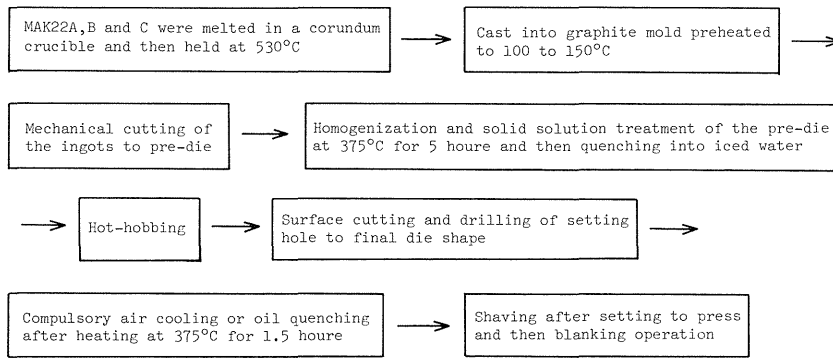 MAK22A,B and C were melted in a corundum
crucible and then held at 530°C
Cast into graphite mold preheated
to 100 to 150°C
Mechanical cutting of
the ingots to pre-die
Homogenization and solid solution treatment of the pre-die
at 375°C for 5 houre and then quenching into iced water
Hot-hobbing
Surface cutting and drilling of setting
hole to final die shape
Compulsory air cooling or oil quenching
after heating at 375°C for 1.5 houre
Shaving after setting to press
and then blanking operation